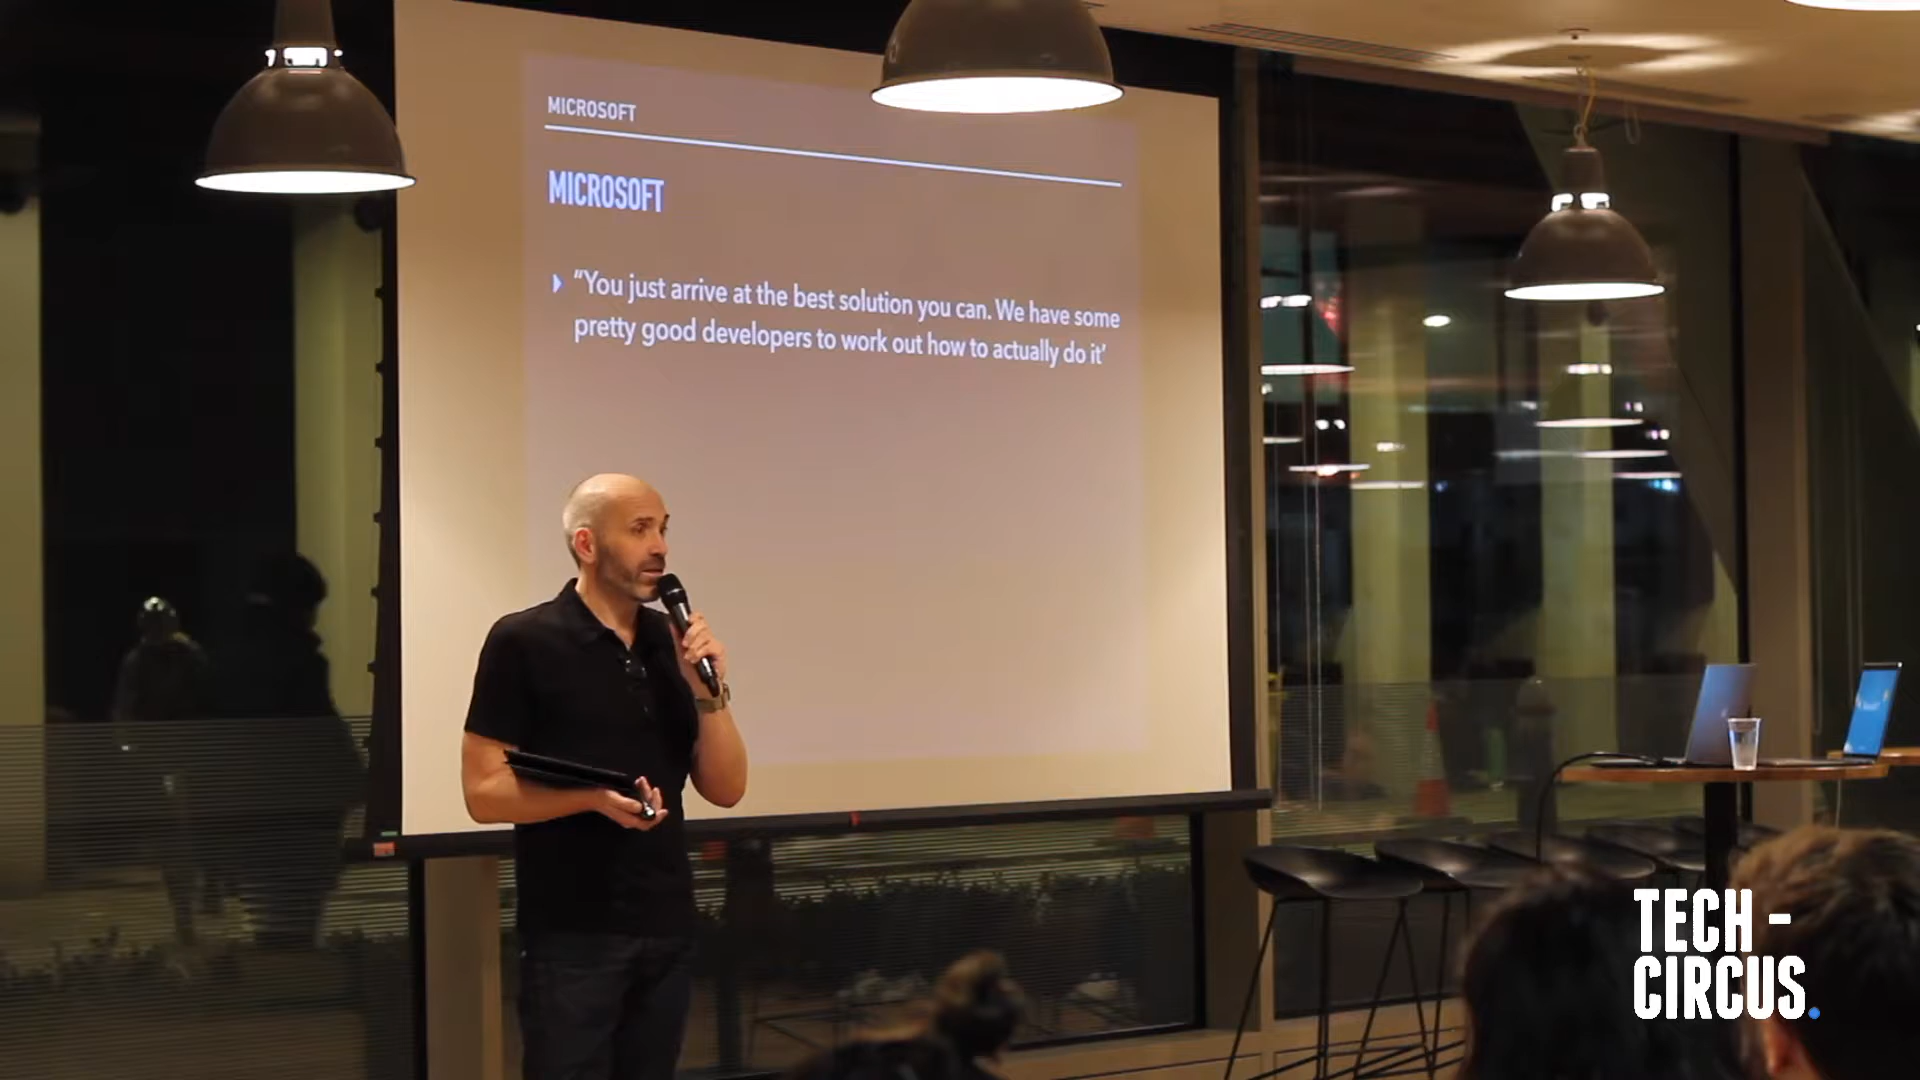 MICROSOFT
MICROSOFT
“You just arrive at the best solution you can. We have some
pretty good developers to work out how to actually do it’
TECH -
CIRCUS.